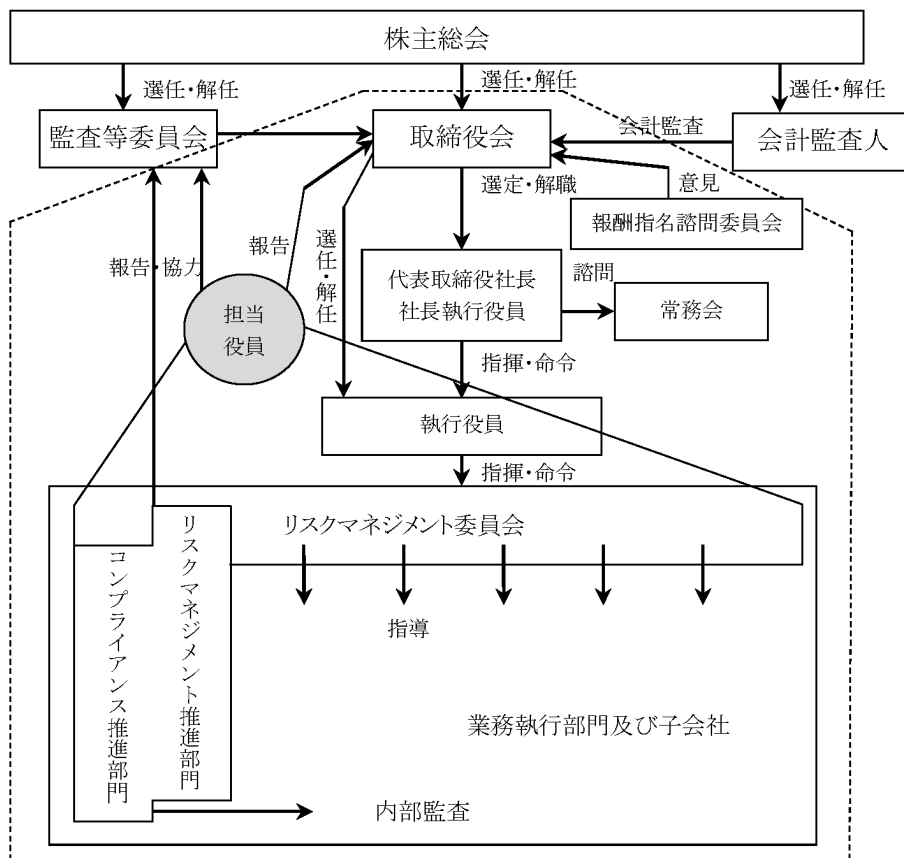 株主総会
選任・解任
選任・解任
選任・解任
監査等委員会
取締役会
会計監査
会計監査人
選定・解職
意見
報酬指名諮問委員会
報告
選任・解任
報告・協力
代表取締役社長
社長執行役員
諮問
常務会
担当
役員
指揮・命令
執行役員
指揮・命令
リスクマネジメント委員会
コンプライアンス推進部門
リスクマネジメント推進部門
指導
業務執行部門及び子会社
内部監査